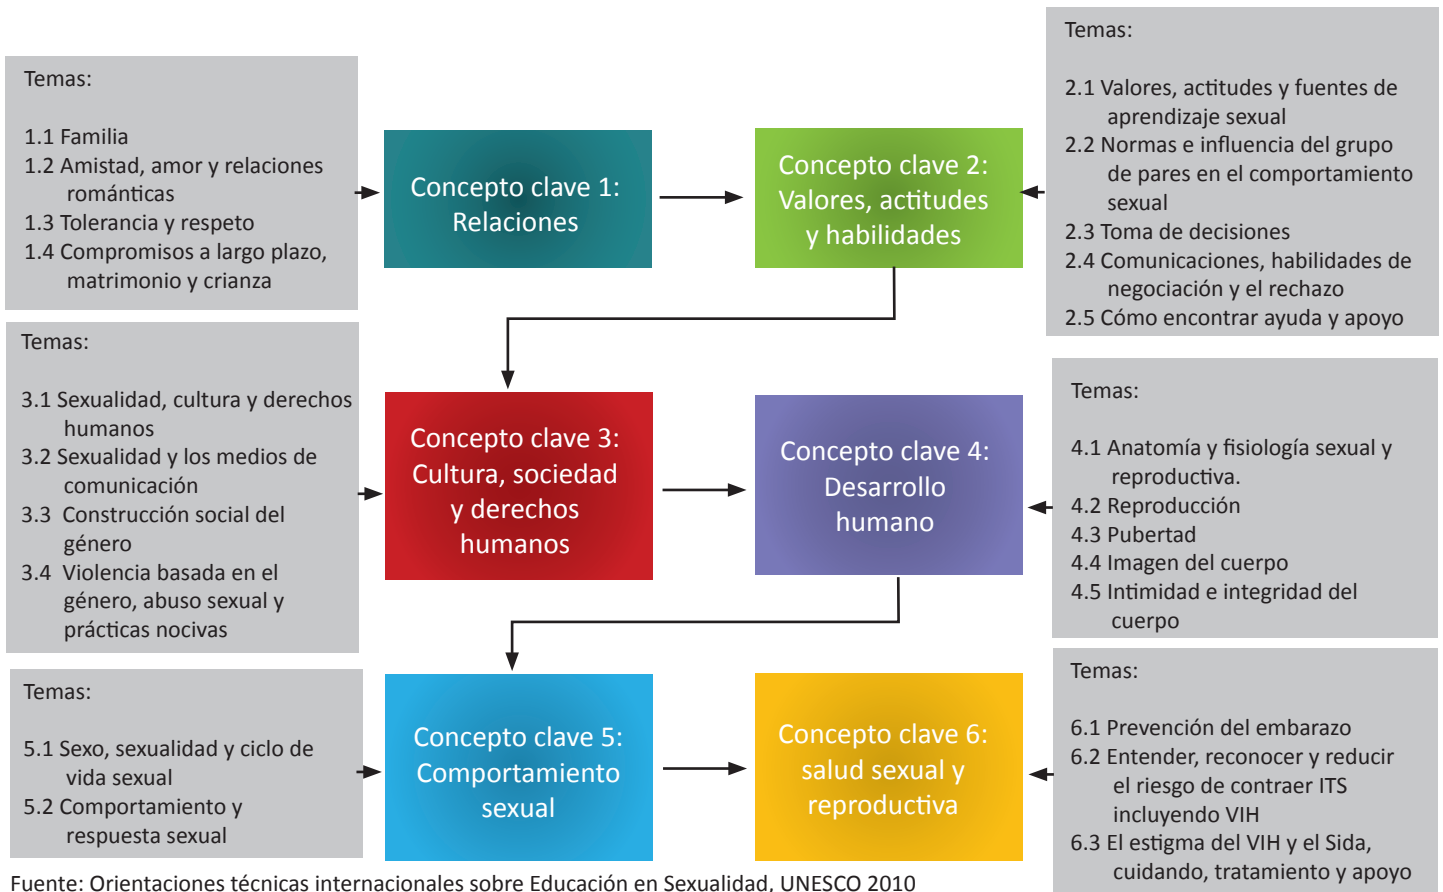 Temas:
1.1 Familia
1.2 Amistad, amor y relaciones
románticas
1.3 Tolerancia y respeto
1.4 Compromisos a largo plazo,
matrimonio y crianza
Concepto clave 1:
Relaciones
Concepto clave 2:
Valores, actitudes
y habilidades
Temas:
2.1 Valores, actitudes y fuentes de
aprendizaje sexual
2.2 Normas e influencia del grupo
de pares en el comportamiento
sexual
2.3 Toma de decisiones
2.4 Comunicaciones, habilidades de
negociación y el rechazo
2.5 Cómo encontrar ayuda y apoyo
Temas:
3.1 Sexualidad, cultura y derechos
humanos
3.2 Sexualidad y los medios de
comunicación
3.3 Construcción social del
género
3.4 Violencia basada en el
género, abuso sexual y
prácticas nocivas
Concepto clave 3:
Cultura, sociedad
y derechos
humanos
Concepto clave 4:
Desarrollo
humano
Temas:
4.1 Anatomía y fisiología sexual y
reproductiva.
4.2 Reproducción
4.3 Pubertad
4.4 Imagen del cuerpo
4.5 Intimidad e integridad del
cuerpo
Temas:
5.1 Sexo, sexualidad y ciclo de
vida sexual
5.2 Comportamiento y
respuesta sexual
Concepto clave 5:
Comportamiento
sexual
Concepto clave 6:
salud sexual y
reproductiva
Temas:
6.1 Prevención del embarazo
6.2 Entender, reconocer y reducir
el riesgo de contraer ITS
incluyendo VIH
6.3 El estigma del VIH y el Sida,
cuidando, tratamiento y apoyo
Fuente: Orientaciones técnicas internacionales sobre Educación en Sexualidad, UNESCO 2010